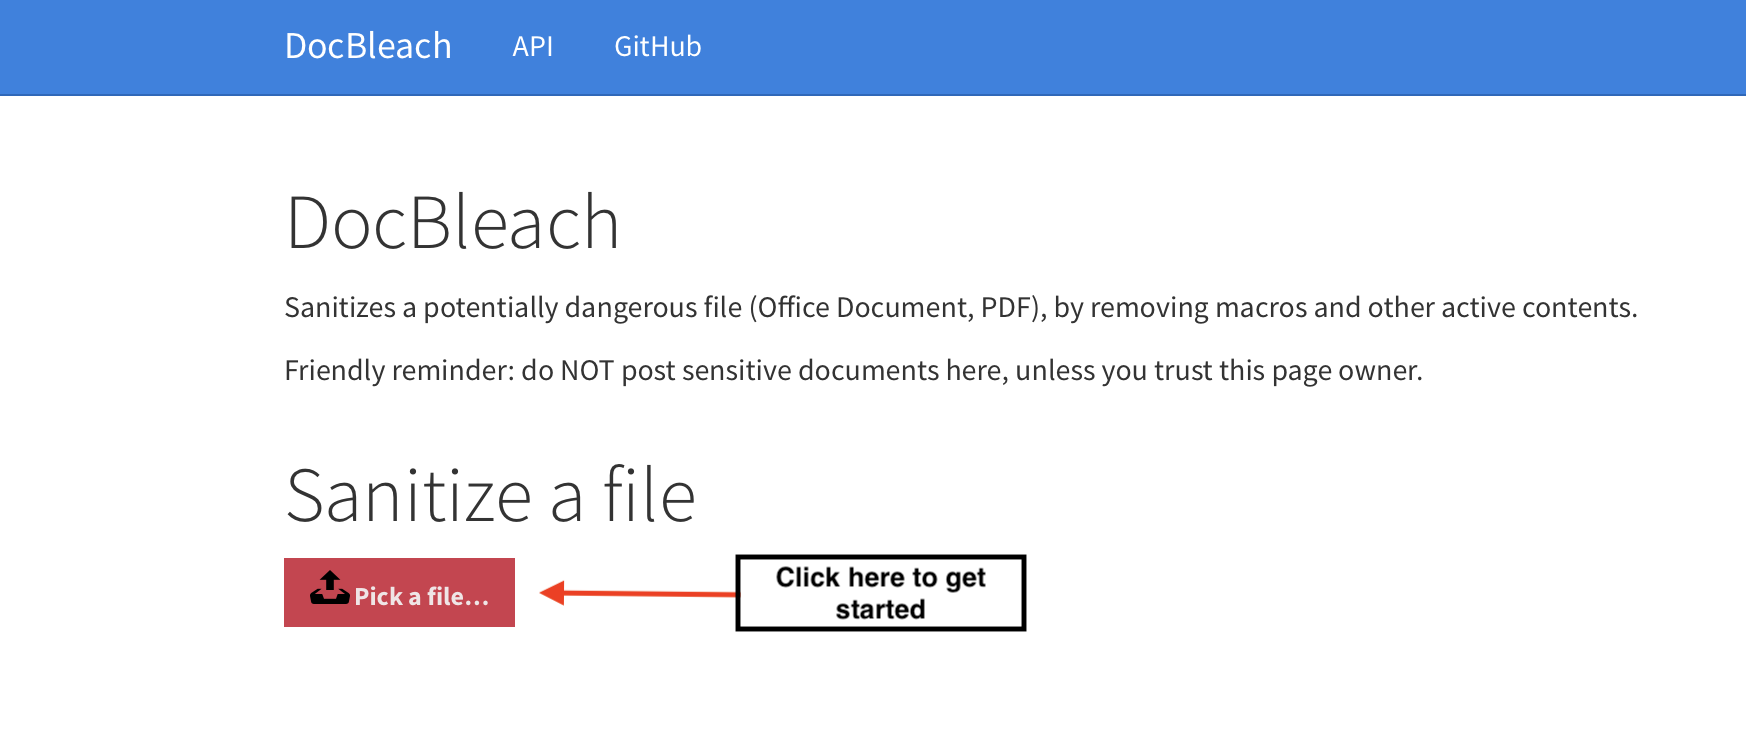 DocBleach API GitHub
DocBleach
Sanitizes a potentially dangerous file (Office Document, PDF), by removing macros and other active contents.
Friendly reminder: do NOT post sensitive documents here, unless you trust this page owner.
Sanitize a file
Pick a file...
Click here to get
started